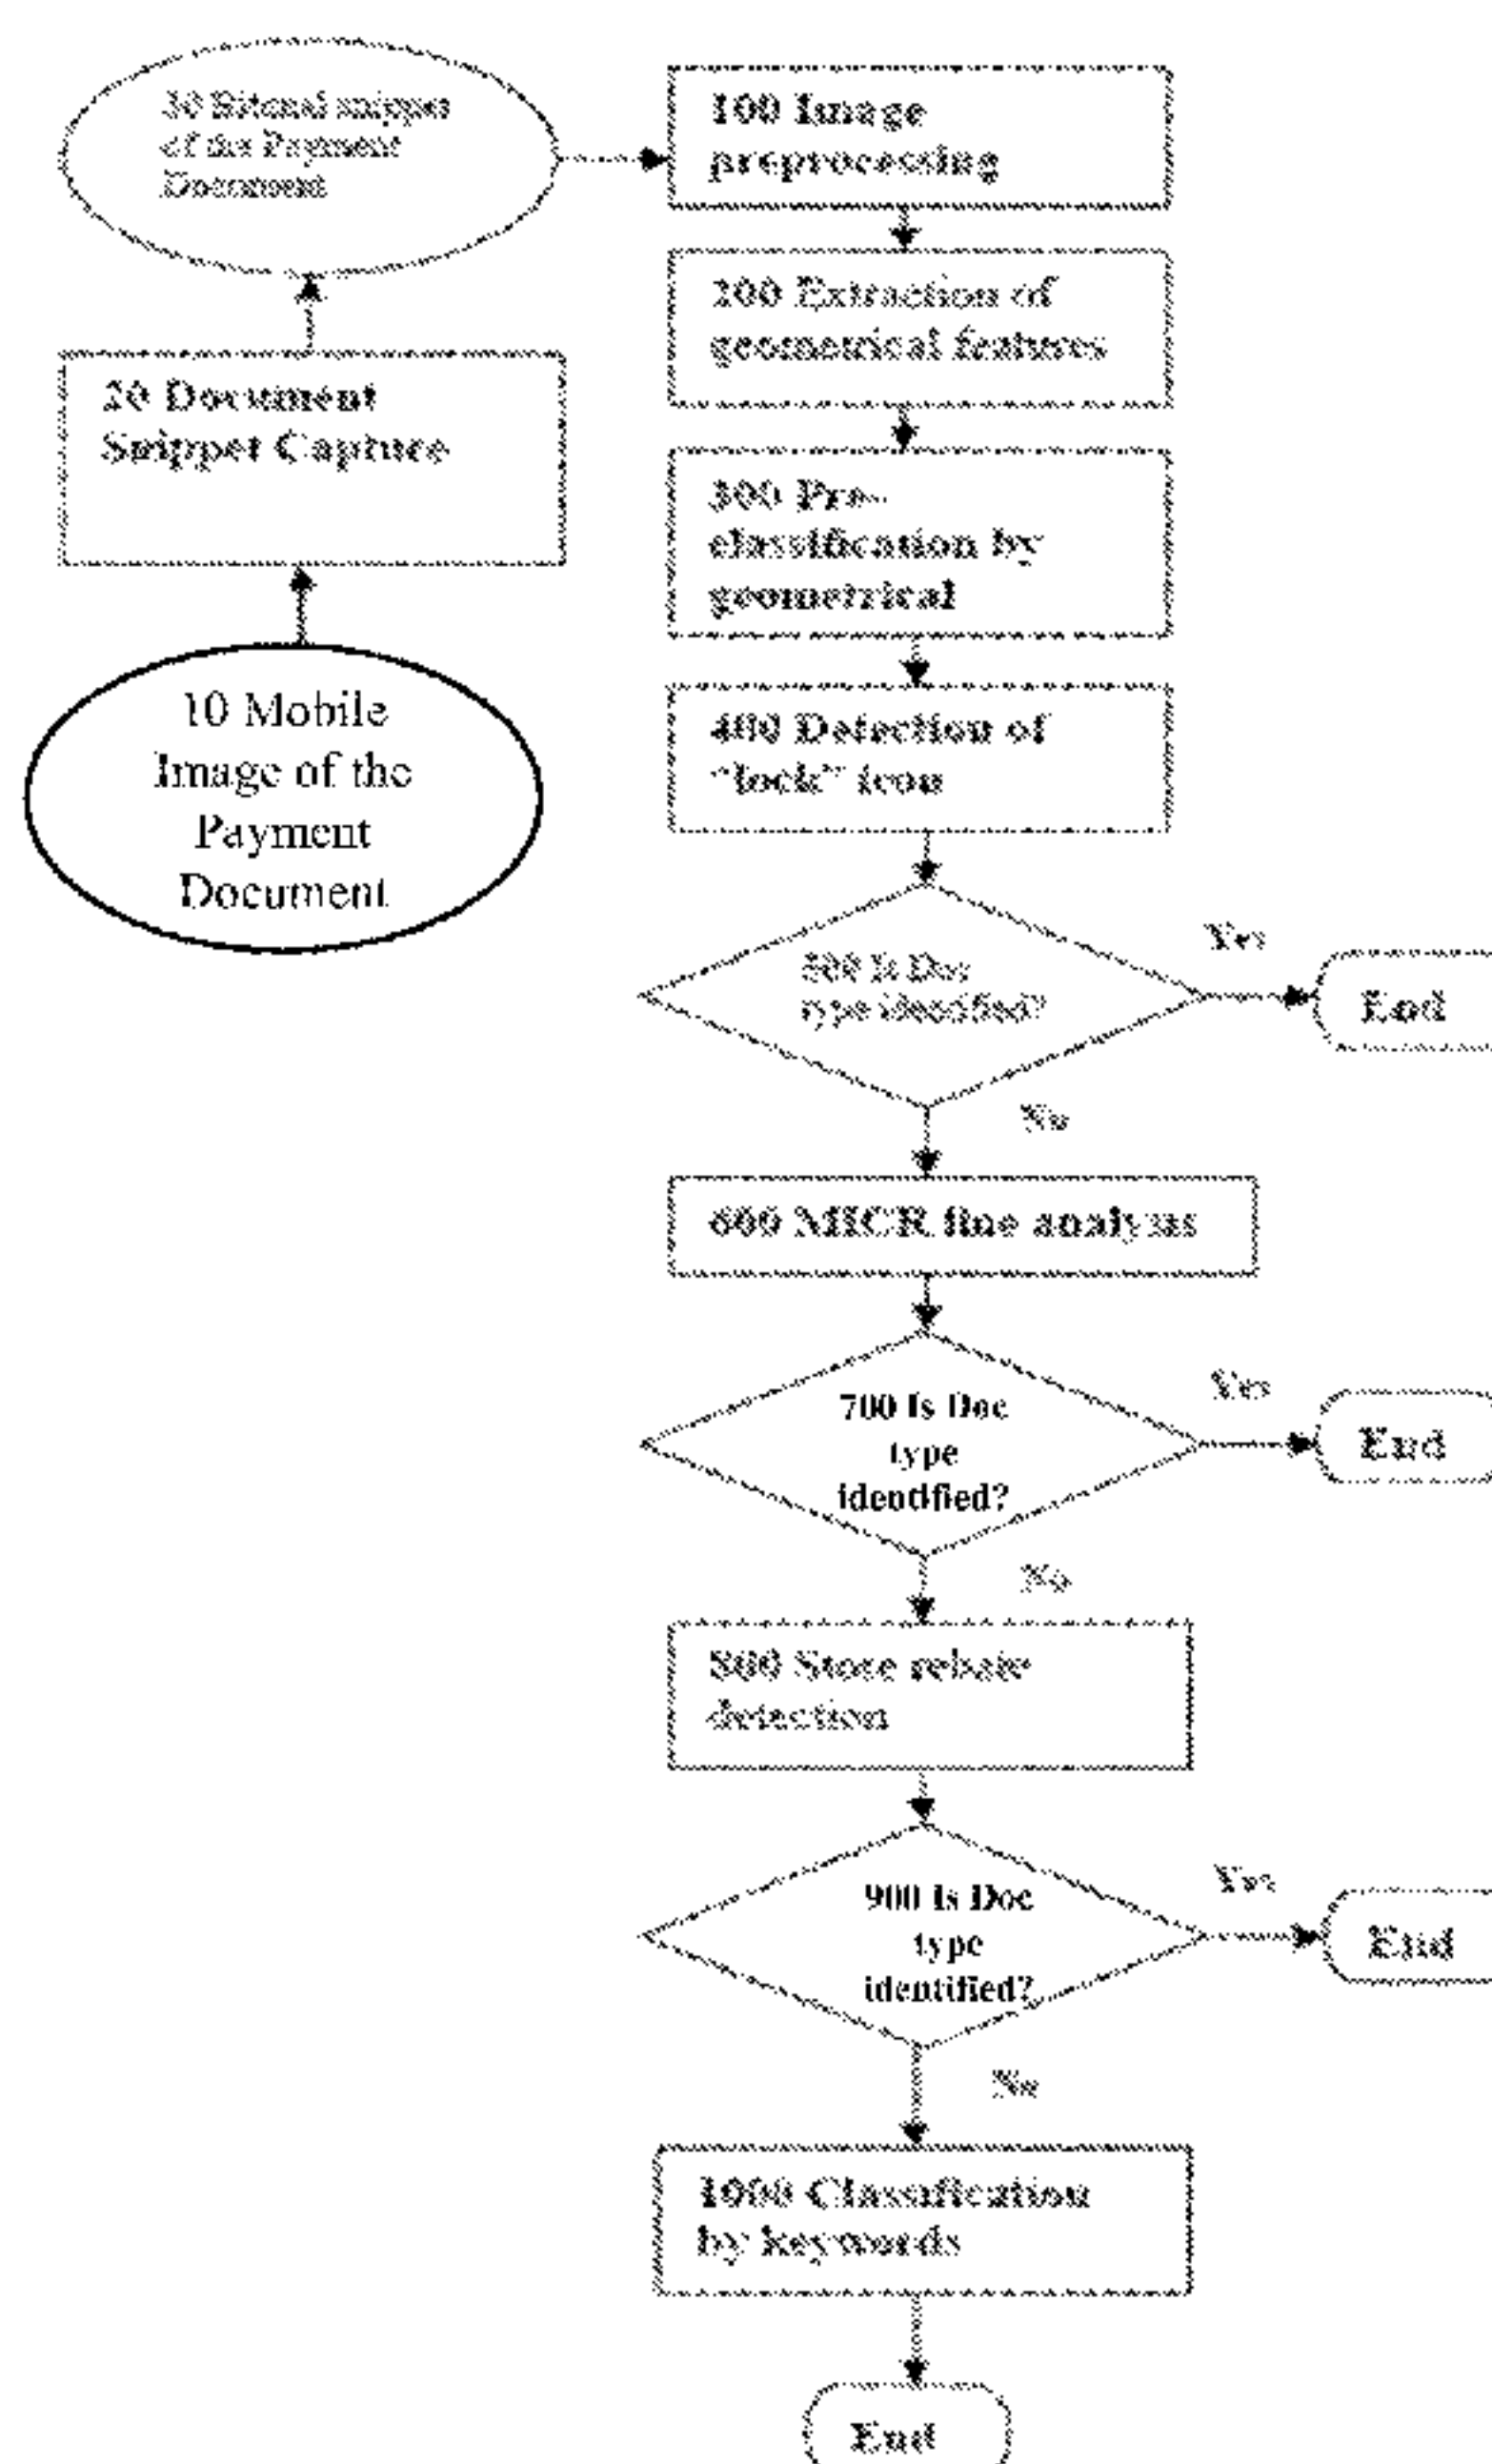 30 Bitonal snippet
of the Payment
Document
20 Document
Snippet Capture
10 Mobile
Image of the
Payment
Document
100 Image
preprocessing
200 Extraction of
geometrical features
300 Pre-
classification by
geometrical
400 Detection of
"lock" icon
500 Is Doc
type identified?
Yes
End
No
600 MICR line analysis
700 Is Doc
type
identified?
Yes
End
No
800 Store rebate
detection
900 Is Doc
type
identified?
Yes
End
No
1000 Classification
by keywords
End